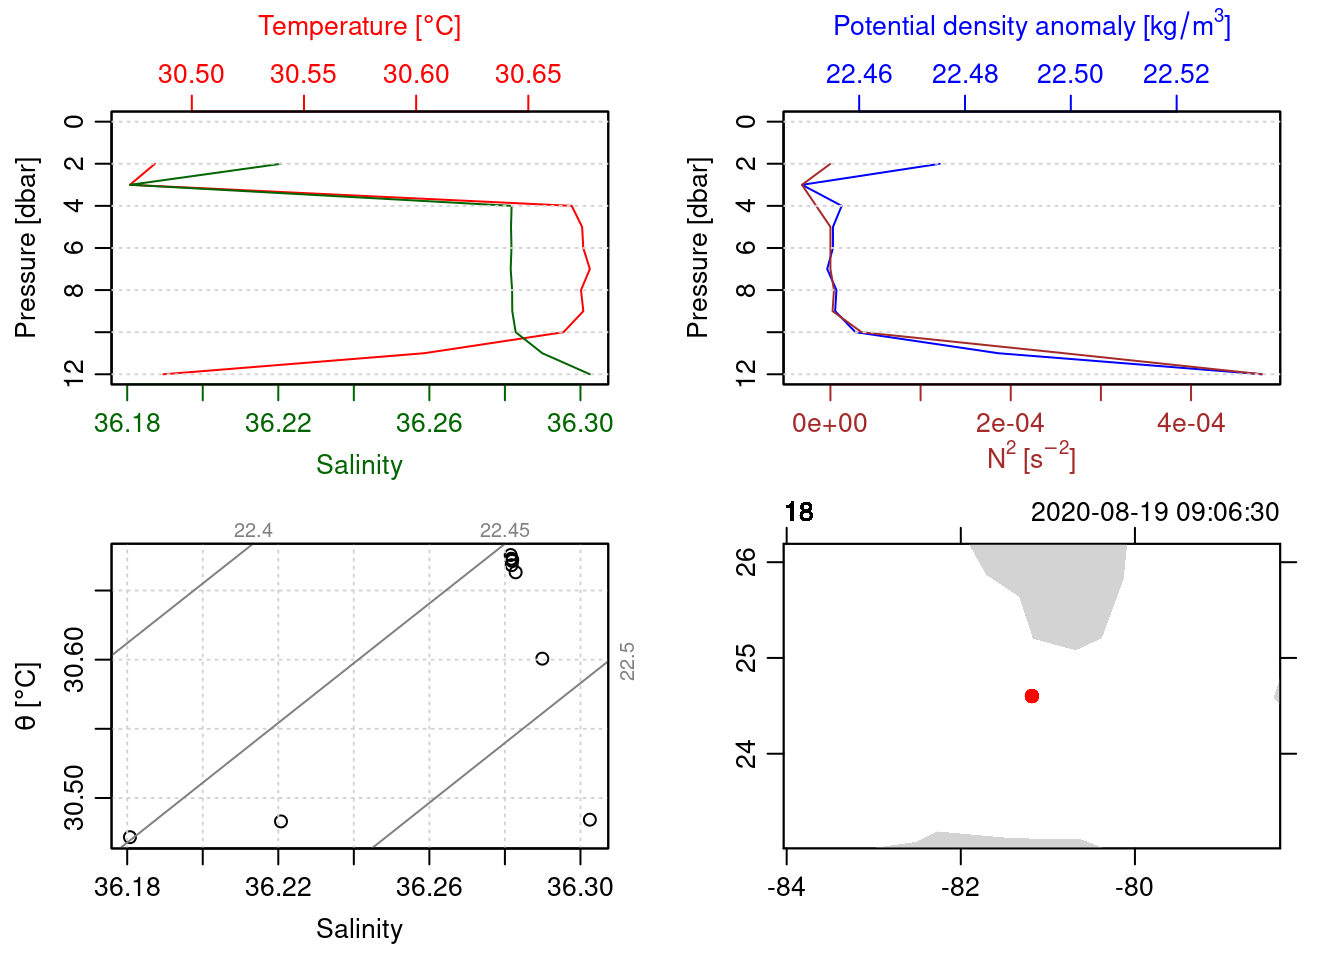 Temperature [°C]
30.50 30.55 30.60 30.65
Pressure [dbar]
0
2
4
6
8
12
36.18 36.22 36.26 36.30
Salinity
Potential density anomaly [kg/m³]
22.46 22.48 22.50 22.52
Pressure [dbar]
0
2
4
6
8
12
0e+00 2e-04 4e-04
N² [s⁻²]
22.4 22.45
22.5
θ [°C]
30.60
30.50
36.18 36.22 36.26 36.30
Salinity
18 2020-08-19 09:06:30
26
25
24
-84 -82 -80